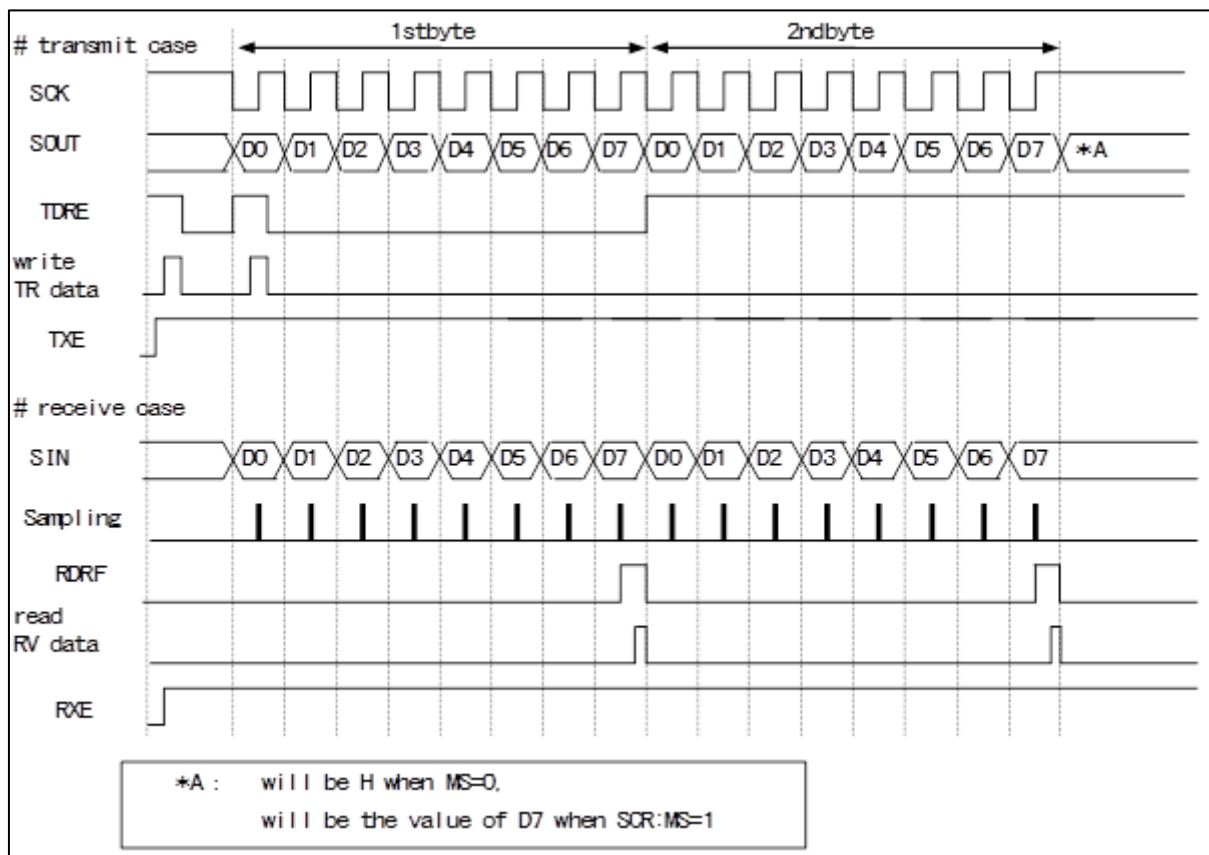 1stbyte 2ndbyte
# transmit case
SCK
SOUT D0 D1 D2 D3 D4 D5 D6 D7 D0 D1 D2 D3 D4 D5 D6 D7 *A
TDRE
write
TR data
TXE
# receive case
SIN D0 D1 D2 D3 D4 D5 D6 D7 D0 D1 D2 D3 D4 D5 D6 D7
Sampling
RDRF
read
RV data
RXE
*A : will be H when MS=0,
will be the value of D7 when SCR:MS=1